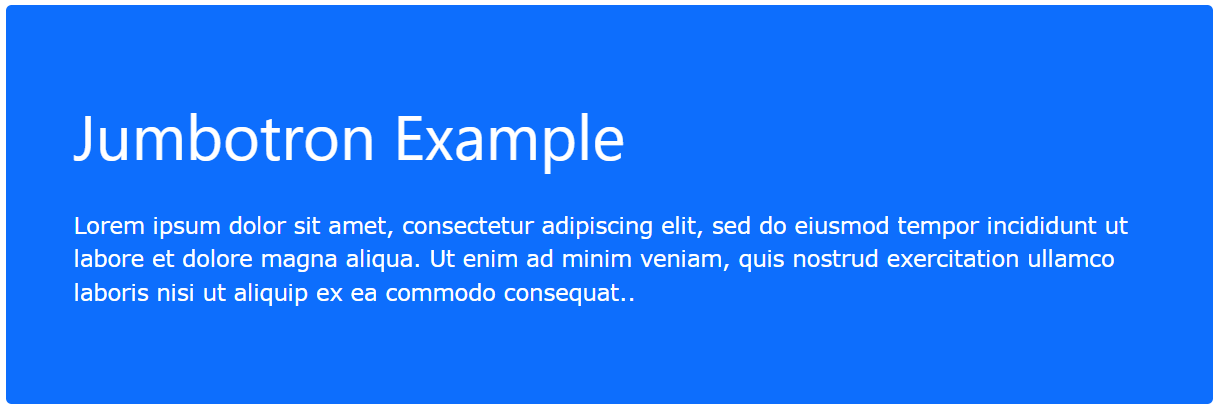 Jumbotron Example
Lorem ipsum dolor sit amet, consectetur adipiscing elit, sed do eiusmod tempor incididunt ut
labore et dolore magna aliqua. Ut enim ad minim veniam, quis nostrud exercitation ullamco
laboris nisi ut aliquip ex ea commodo consequat..